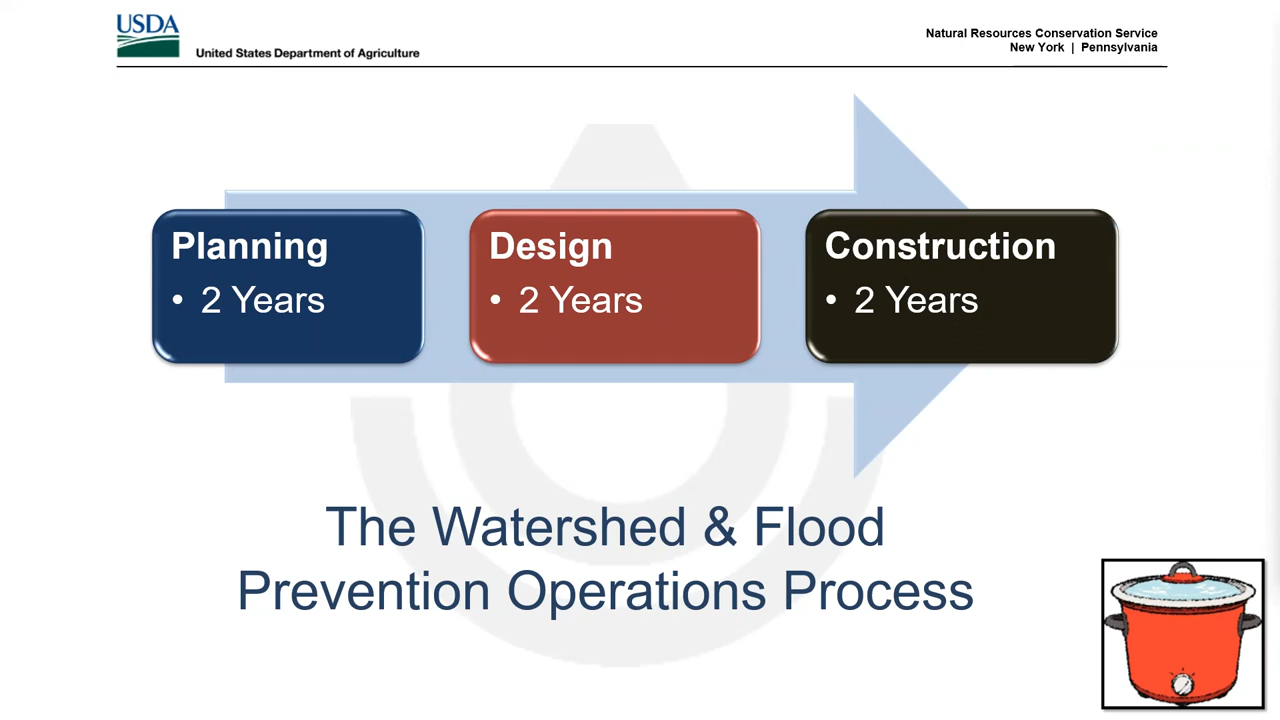 USDA
United States Department of Agriculture
Natural Resources Conservation Service
New York | Pennsylvania
Planning
• 2 Years
Design
• 2 Years
Construction
• 2 Years
The Watershed & Flood
Prevention Operations Process